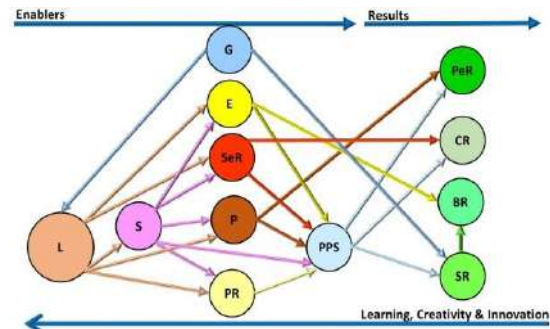 Enablers Results
G
PeR
E
CR
SeR
BR
P
S
L
PPS
SR
PR
Learning, Creativity & Innovation